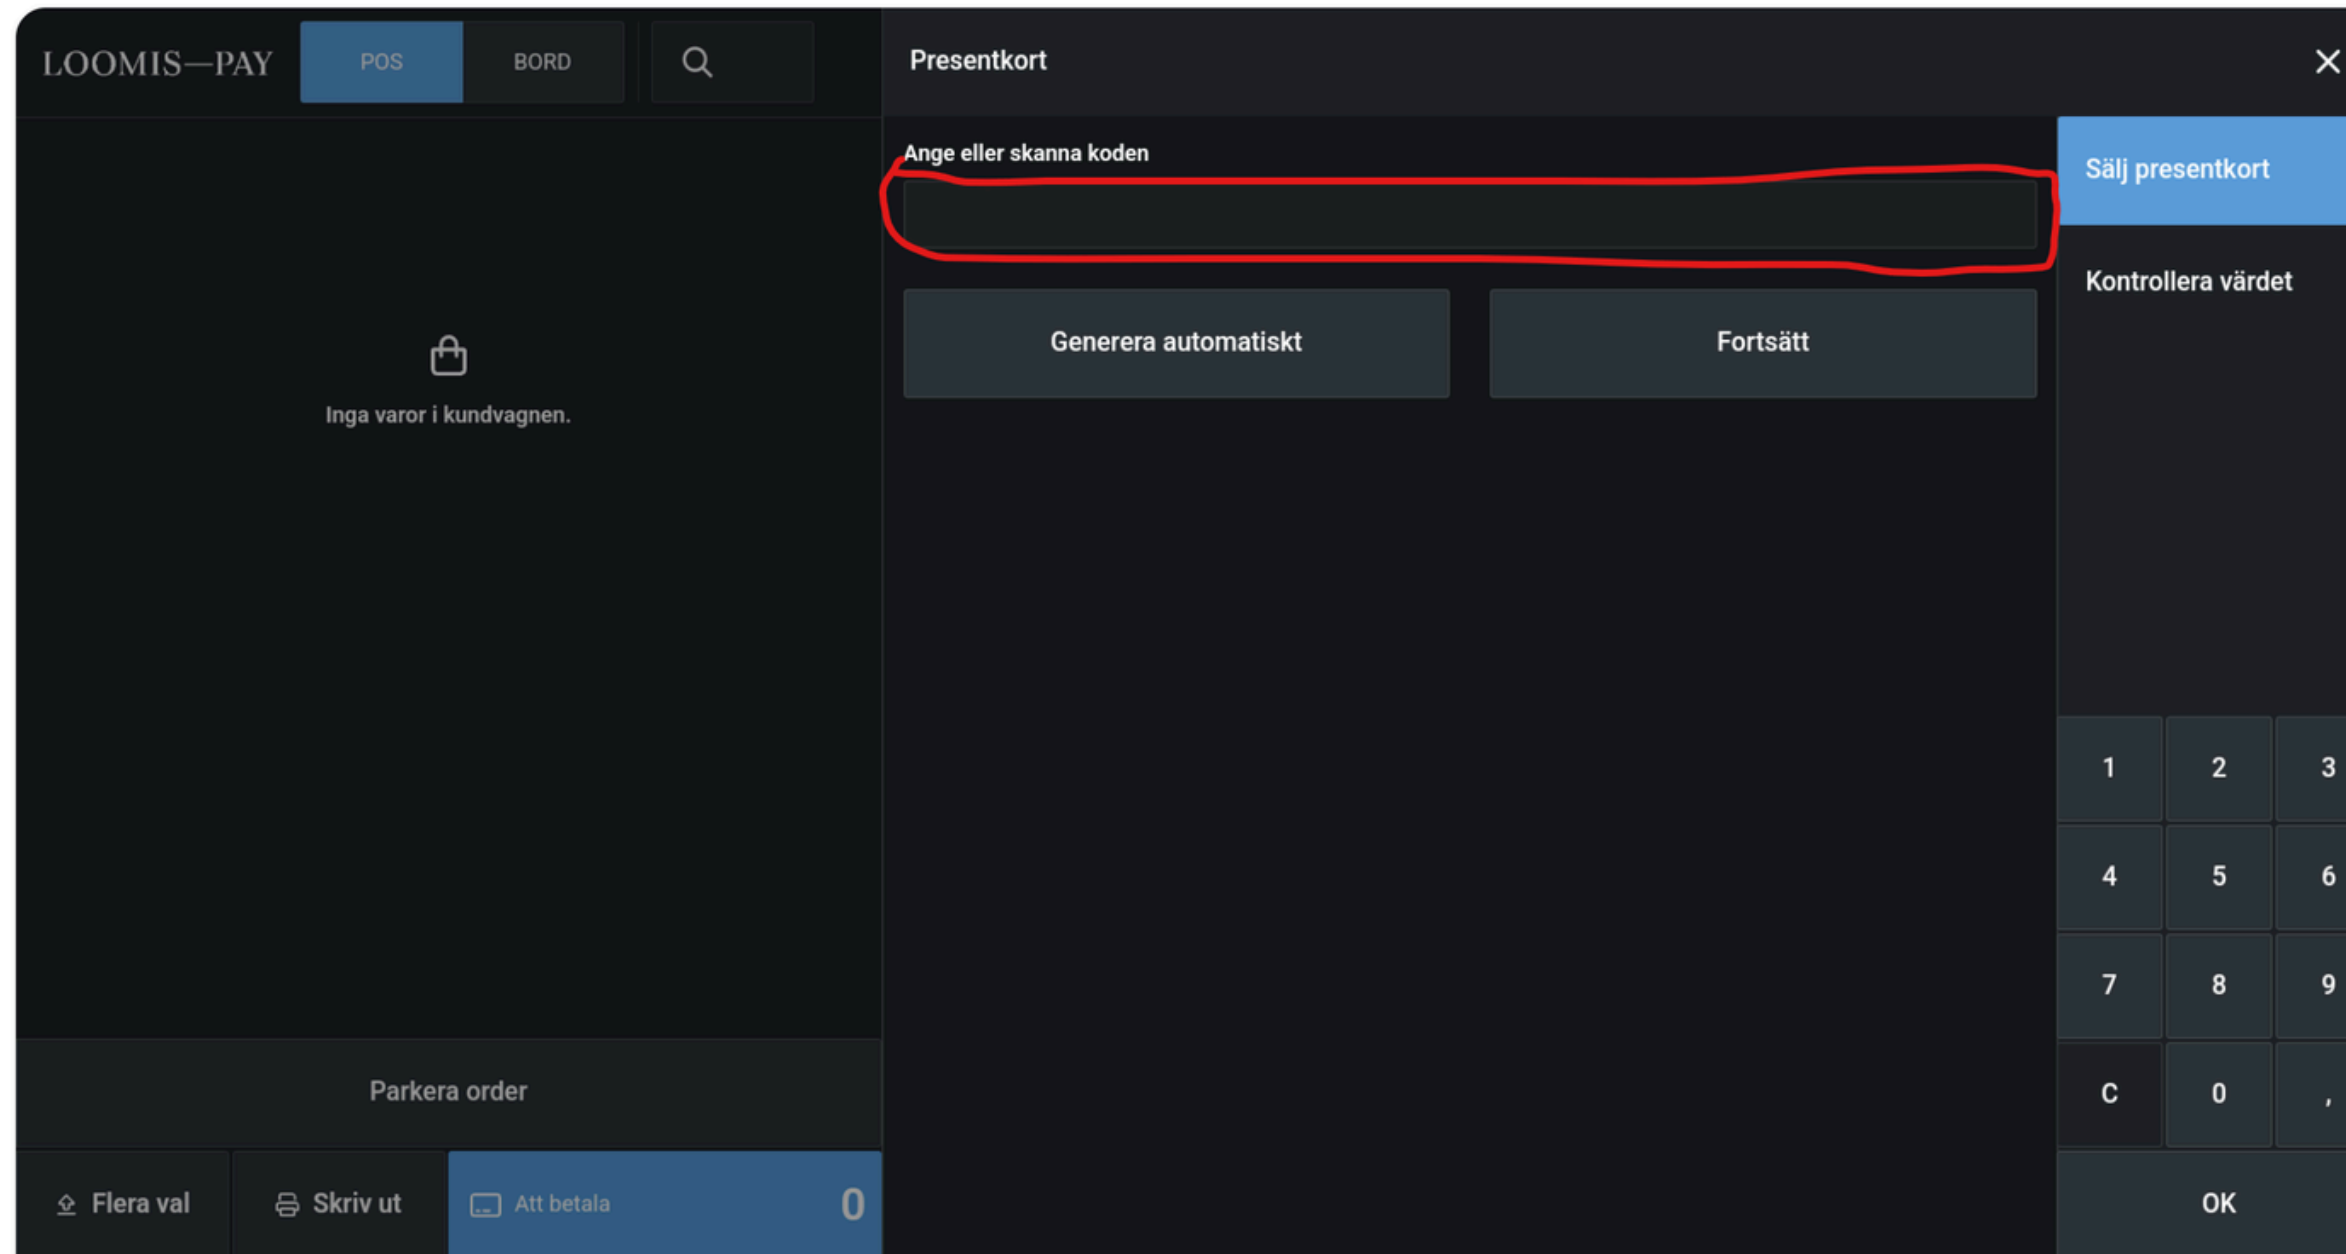 LOOMIS—PAY
POS
BORD
Presentkort
Ange eller skanna koden
Sälj presentkort
Kontrollera värdet
Generera automatiskt
Fortsätt
Inga varor i kundvagnen.
1 2 3
4 5 6
7 8 9
C 0 ,
Parkera order
Flera val
Skriv ut
Att betala 0
OK